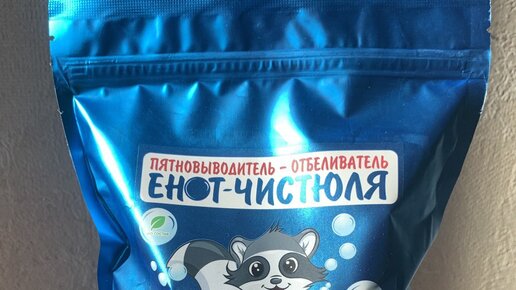 ПЯТНОВЫВОДИТЕЛЬ - ОТБЕЛИВАТЕЛЬ
ЕНОТ-ЧИСТЮЛЯ